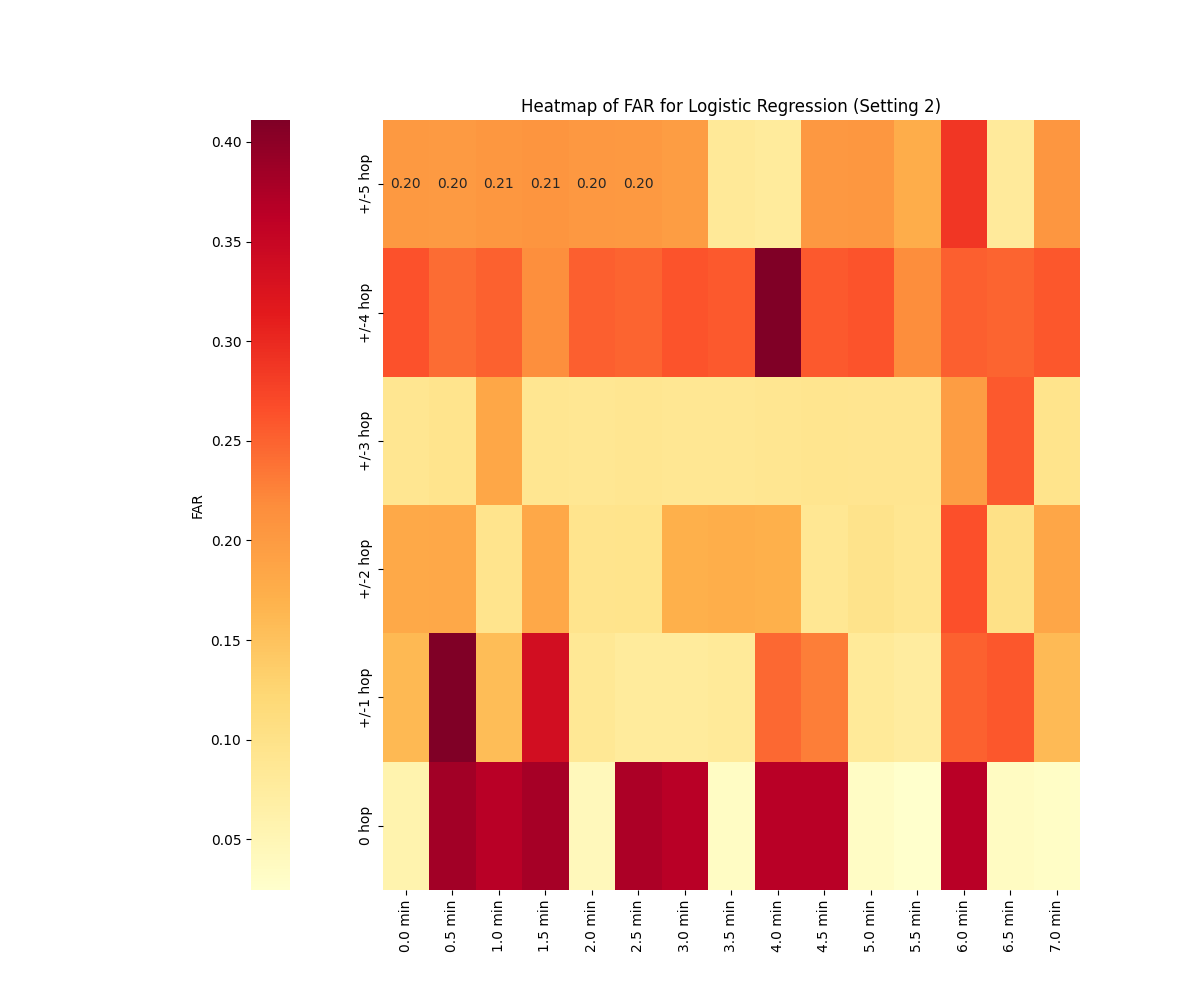 Heatmap of FAR for Logistic Regression (Setting 2)
FAR
0.40
0.35
0.30
0.25
0.20
0.15
0.10
0.05
+/-5 hop
+/-4 hop
+/-3 hop
+/-2 hop
+/-1 hop
0 hop
0.20 0.20 0.21 0.21 0.20 0.20
0.0 min
0.5 min
1.0 min
1.5 min
2.0 min
2.5 min
3.0 min
3.5 min
4.0 min
4.5 min
5.0 min
5.5 min
6.0 min
6.5 min
7.0 min